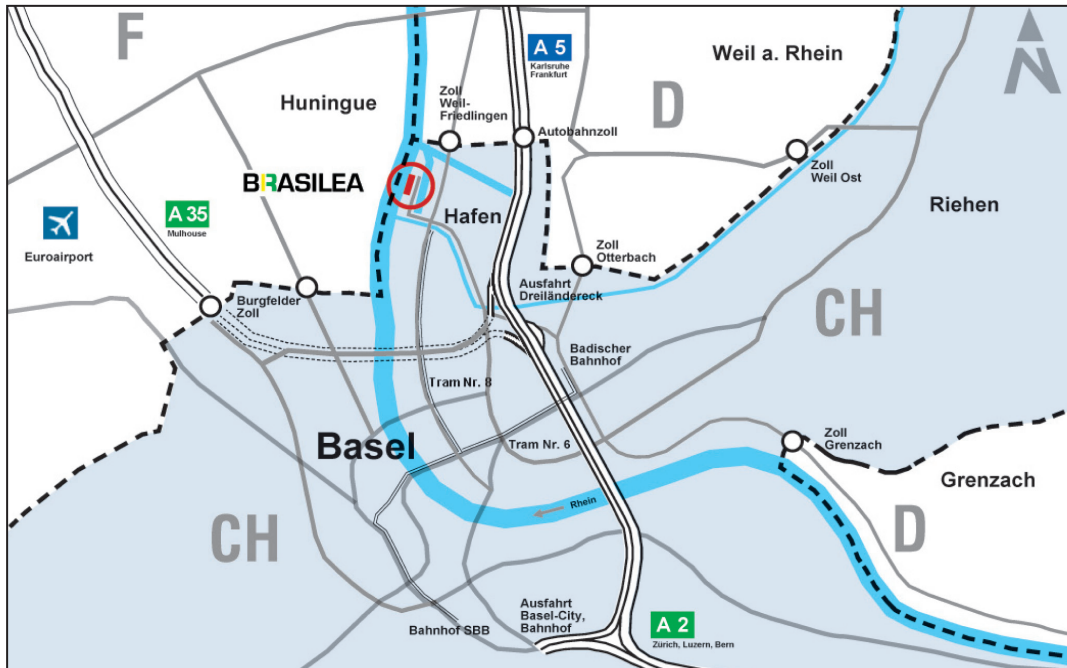 F
A 5
Karlsruhe
Frankfurt
Weil a. Rhein
N
D
Huningue
Zoll
Weil-
Friedlingen
Autobahnzoll
Zoll
Weil Ost
BRASILEA
Hafen
Riehen
A 35
Mulhouse
Euroairport
Zoll
Otterbach
Burgfelder
Zoll
Ausfahrt
Dreiländereck
CH
Badischer
Bahnhof
Tram Nr. 8
Basel
Tram Nr. 6
Zoll
Grenzach
Grenzach
Rhein
CH
D
Ausfahrt
Basel-City,
Bahnhof
Bahnhof SBB
A 2
Zürich, Luzern, Bern